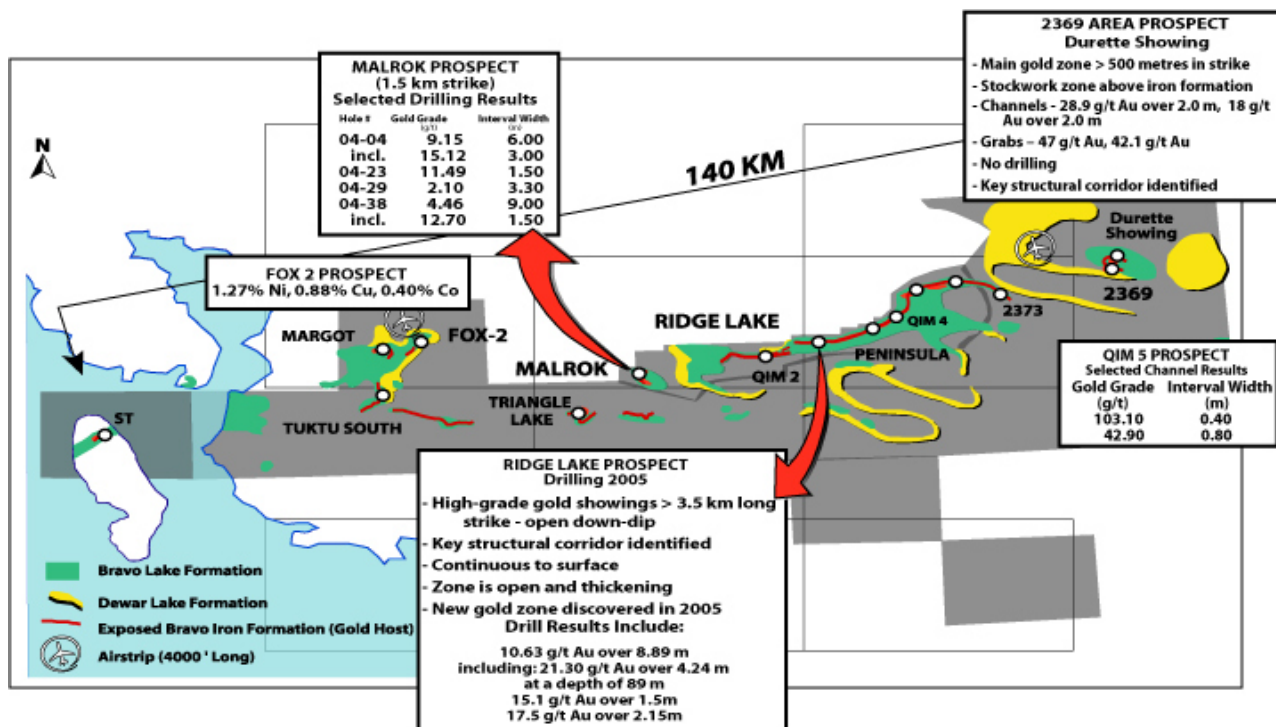 2369 AREA PROSPECT
Durette Showing
- Main gold zone > 500 metres in strike
- Stockwork zone above iron formation
- Channels - 28.9 g/t Au over 2.0 m, 18 g/t
Au over 2.0 m
- Grabs – 47 g/t Au, 42.1 g/t Au
- No drilling
- Key structural corridor identified
MALROK PROSPECT
(1.5 km strike)
Selected Drilling Results
Hole # Gold Grade Interval Width
(g/t) (m)
04-04 9.15 6.00
incl. 15.12 3.00
04-23 11.49 1.50
04-29 2.10 3.30
04-38 4.46 9.00
incl. 12.70 1.50
N
140 KM
FOX 2 PROSPECT
1.27% Ni, 0.88% Cu, 0.40% Co
Durette
Showing
2369
2373
MARGOT
FOX-2
RIDGE LAKE
QIM 4
PENINSULA
QIM 2
MALROK
TRIANGLE
LAKE
TUKTU SOUTH
ST
QIM 5 PROSPECT
Selected Channel Results
Gold Grade Interval Width
(g/t) (m)
103.10 0.40
42.90 0.80
RIDGE LAKE PROSPECT
Drilling 2005
- High-grade gold showings > 3.5 km long
strike - open down-dip
- Key structural corridor identified
- Continuous to surface
- Zone is open and thickening
- New gold zone discovered in 2005
Drill Results Include:
10.63 g/t Au over 8.89 m
including: 21.30 g/t Au over 4.24 m
at a depth of 89 m
15.1 g/t Au over 1.5m
17.5 g/t Au over 2.15m
Bravo Lake Formation
Dewar Lake Formation
Exposed Bravo Iron Formation (Gold Host)
Airstrip (4000 ' Long)